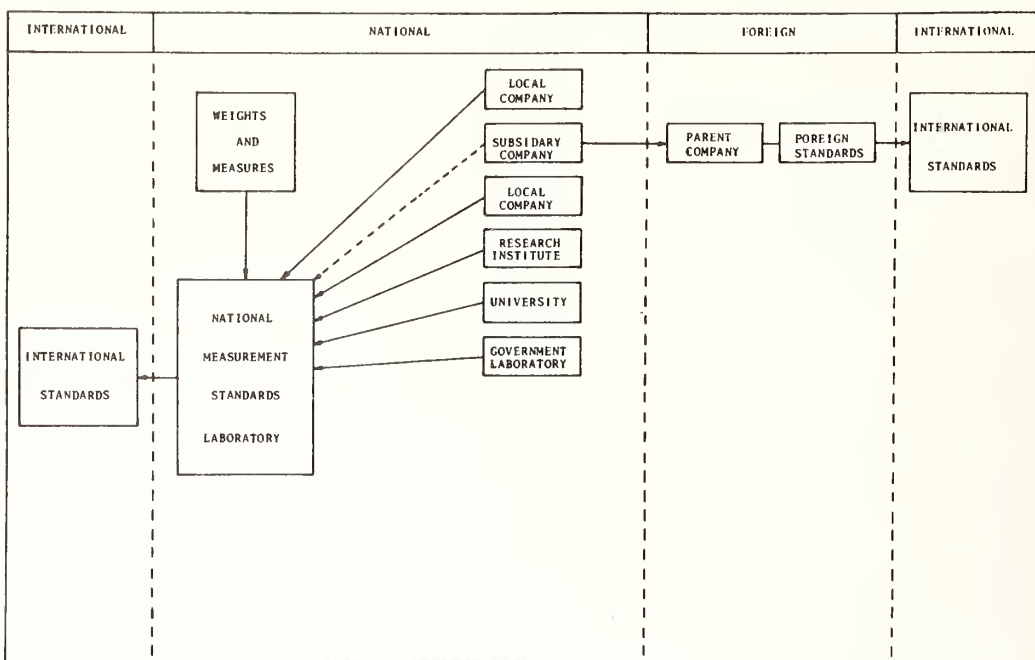 INTERNATIONAL
NATIONAL
FOREIGN
INTERNATIONAL
WEIGHTS
AND
MEASURES
LOCAL
COMPANY
SUBSIDARY
COMPANY
LOCAL
COMPANY
RESEARCH
INSTITUTE
UNIVERSITY
GOVERNMENT
LABORATORY
PARENT
COMPANY
FOREIGN
STANDARDS
INTERNATIONAL
STANDARDS
NATIONAL
MEASUREMENT
STANDARDS
LABORATORY
INTERNATIONAL
STANDARDS